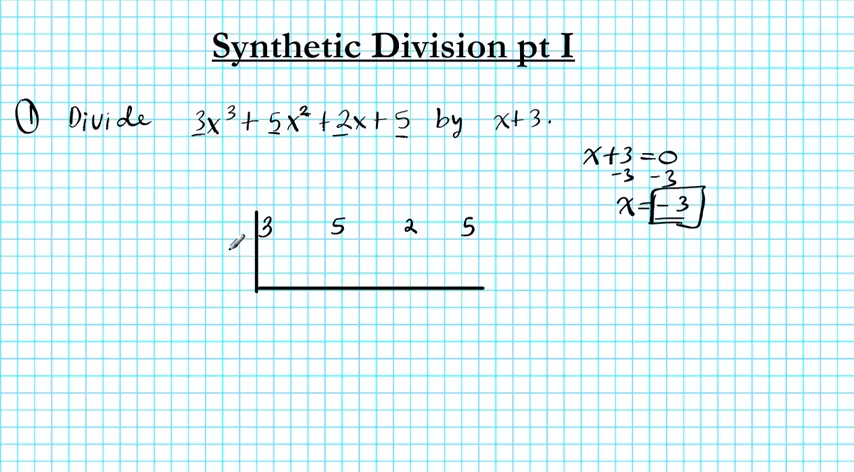 Synthetic Division pt I
① Divide 3x³ + 5x² + 2x + 5 by x+3.
x+3 = 0
-3 -3
x = -3
3 5 2 5